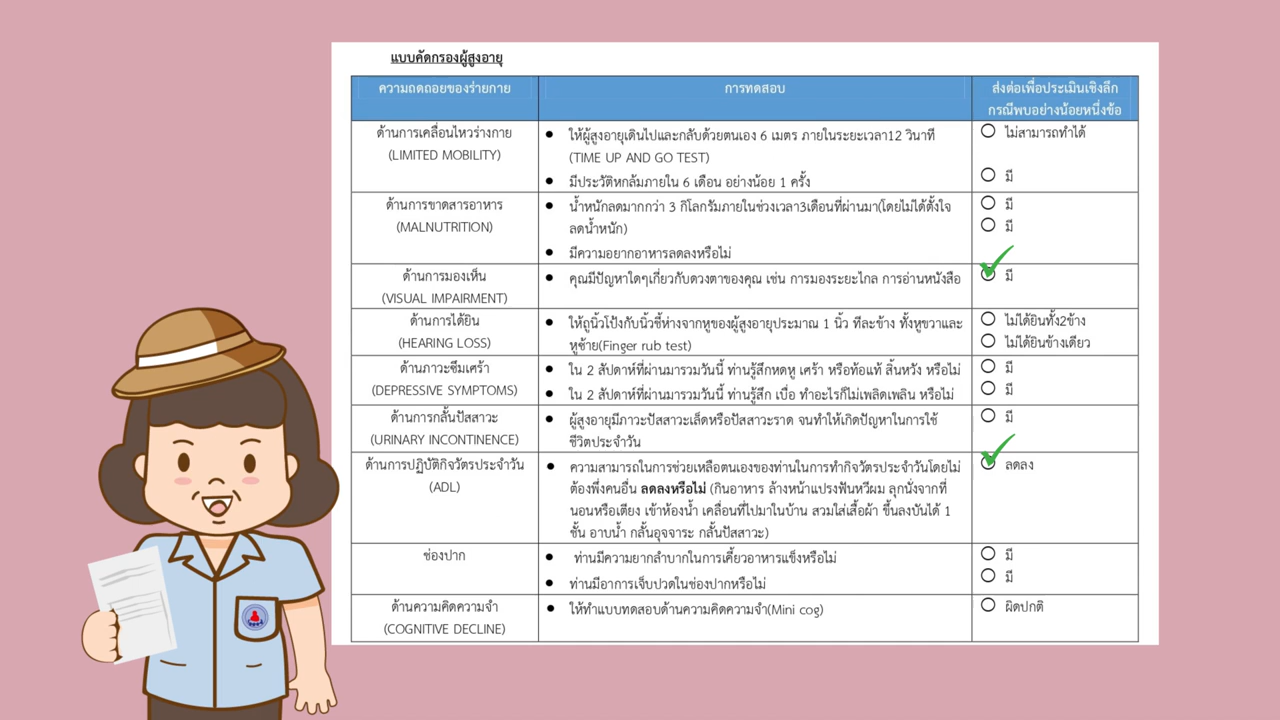 แบบคัดกรองผู้สูงอายุ
ความถดถอยของร่ายกาย
การทดสอบ
ส่งต่อเพื่อประเมินเชิงลึก
กรณีพบอย่างน้อยหนึ่งข้อ
ด้านการเคลื่อนไหวร่างกาย
(LIMITED MOBILITY)
● ให้ผู้สูงอายุเดินไปและกลับด้วยตนเอง 6 เมตร ภายในระยะเวลา12 วินาที
(TIME UP AND GO TEST)
● มีประวัติหกล้มภายใน 6 เดือน อย่างน้อย 1 ครั้ง
ไม่สามารถทำได้
มี
ด้านการขาดสารอาหาร
(MALNUTRITION)
● น้ำหนักลดมากกว่า 3 กิโลกรัมภายในช่วงเวลา3เดือนที่ผ่านมา(โดยไม่ได้ตั้งใจ
ลดน้ำหนัก)
● มีความอยากอาหารลดลงหรือไม่
มี
มี
ด้านการมองเห็น
(VISUAL IMPAIRMENT)
● คุณมีปัญหาใดๆเกี่ยวกับดวงตาของคุณ เช่น การมองระยะไกล การอ่านหนังสือ
มี
ด้านการได้ยิน
(HEARING LOSS)
● ให้ถูนิ้วโป้งกับนิ้วชี้ห่างจากหูของผู้สูงอายุประมาณ 1 นิ้ว ทีละข้าง ทั้งหูขวาและ
หูซ้าย(Finger rub test)
ไม่ได้ยินทั้ง2ข้าง
ไม่ได้ยินข้างเดียว
ด้านภาวะซึมเศร้า
(DEPRESSIVE SYMPTOMS)
● ใน 2 สัปดาห์ที่ผ่านมารวมวันนี้ ท่านรู้สึกหดหู่ เศร้า หรือท้อแท้ สิ้นหวัง หรือไม่
● ใน 2 สัปดาห์ที่ผ่านมารวมวันนี้ ท่านรู้สึก เบื่อ ทำอะไรก็ไม่เพลิดเพลิน หรือไม่
มี
มี
ด้านการกลั้นปัสสาวะ
(URINARY INCONTINENCE)
● ผู้สูงอายุมีภาวะปัสสาวะเล็ดหรือปัสสาวะราด จนทำให้เกิดปัญหาในการใช้
ชีวิตประจำวัน
มี
ด้านการปฏิบัติกิจวัตรประจำวัน
(ADL)
● ความสามารถในการช่วยเหลือตนเองของท่านในการทำกิจวัตรประจำวันโดยไม่
ต้องพึ่งคนอื่น ลดลงหรือไม่ (กินอาหาร ล้างหน้าแปรงฟันหวีผม ลุกนั่งจากที่
นอนหรือเตียง เข้าห้องน้ำ เคลื่อนที่ไปมาในบ้าน สวมใส่เสื้อผ้า ขึ้นลงบันได้ 1
ชั้น อาบน้ำ กลั้นอุจจาระ กลั้นปัสสาวะ)
ลดลง
ช่องปาก
● ท่านมีความยากลำบากในการเคี้ยวอาหารแข็งหรือไม่
● ท่านมีอาการเจ็บปวดในช่องปากหรือไม่
มี
มี
ด้านความคิดความจำ
(COGNITIVE DECLINE)
● ให้ทำแบบทดสอบด้านความคิดความจำ(Mini cog)
ผิดปกติ